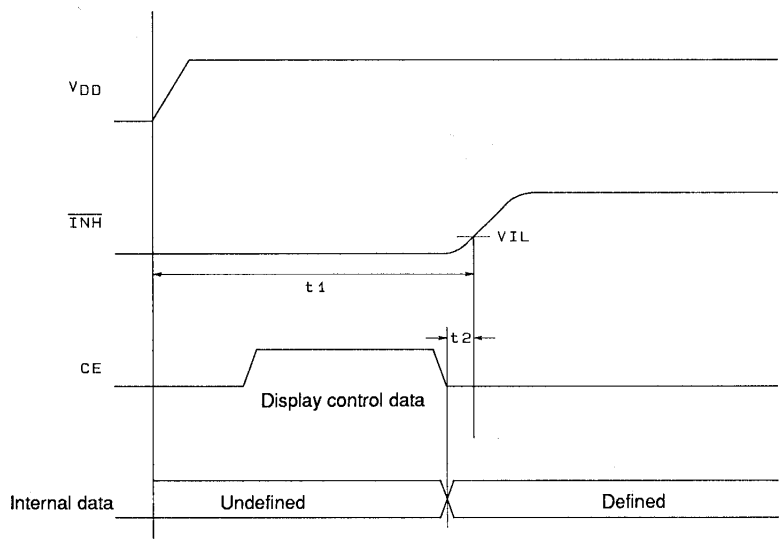 VDD
INH
VIL
t1
t2
CE
Display control data
Internal data Undefined Defined